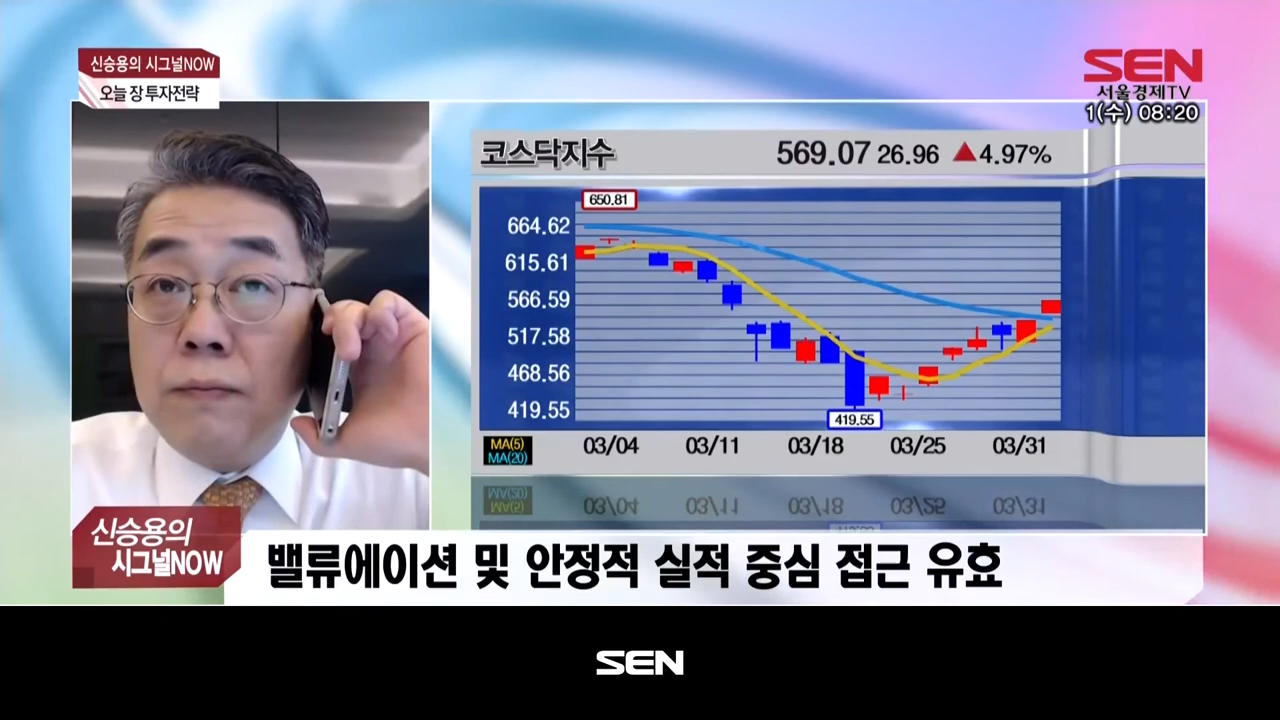 신승용의 시그널NOW
오늘 장 투자전략
SEN
서울경제TV
1(수) 08:20
코스닥지수 569.07 26.96 ▲4.97%
650.81
664.62
615.61
566.59
517.58
468.56
419.55
419.55
MA(5)
MA(20)
03/04 03/11 03/18 03/25 03/31
신승용의
시그널NOW
밸류에이션 및 안정적 실적 중심 접근 유효
SEN